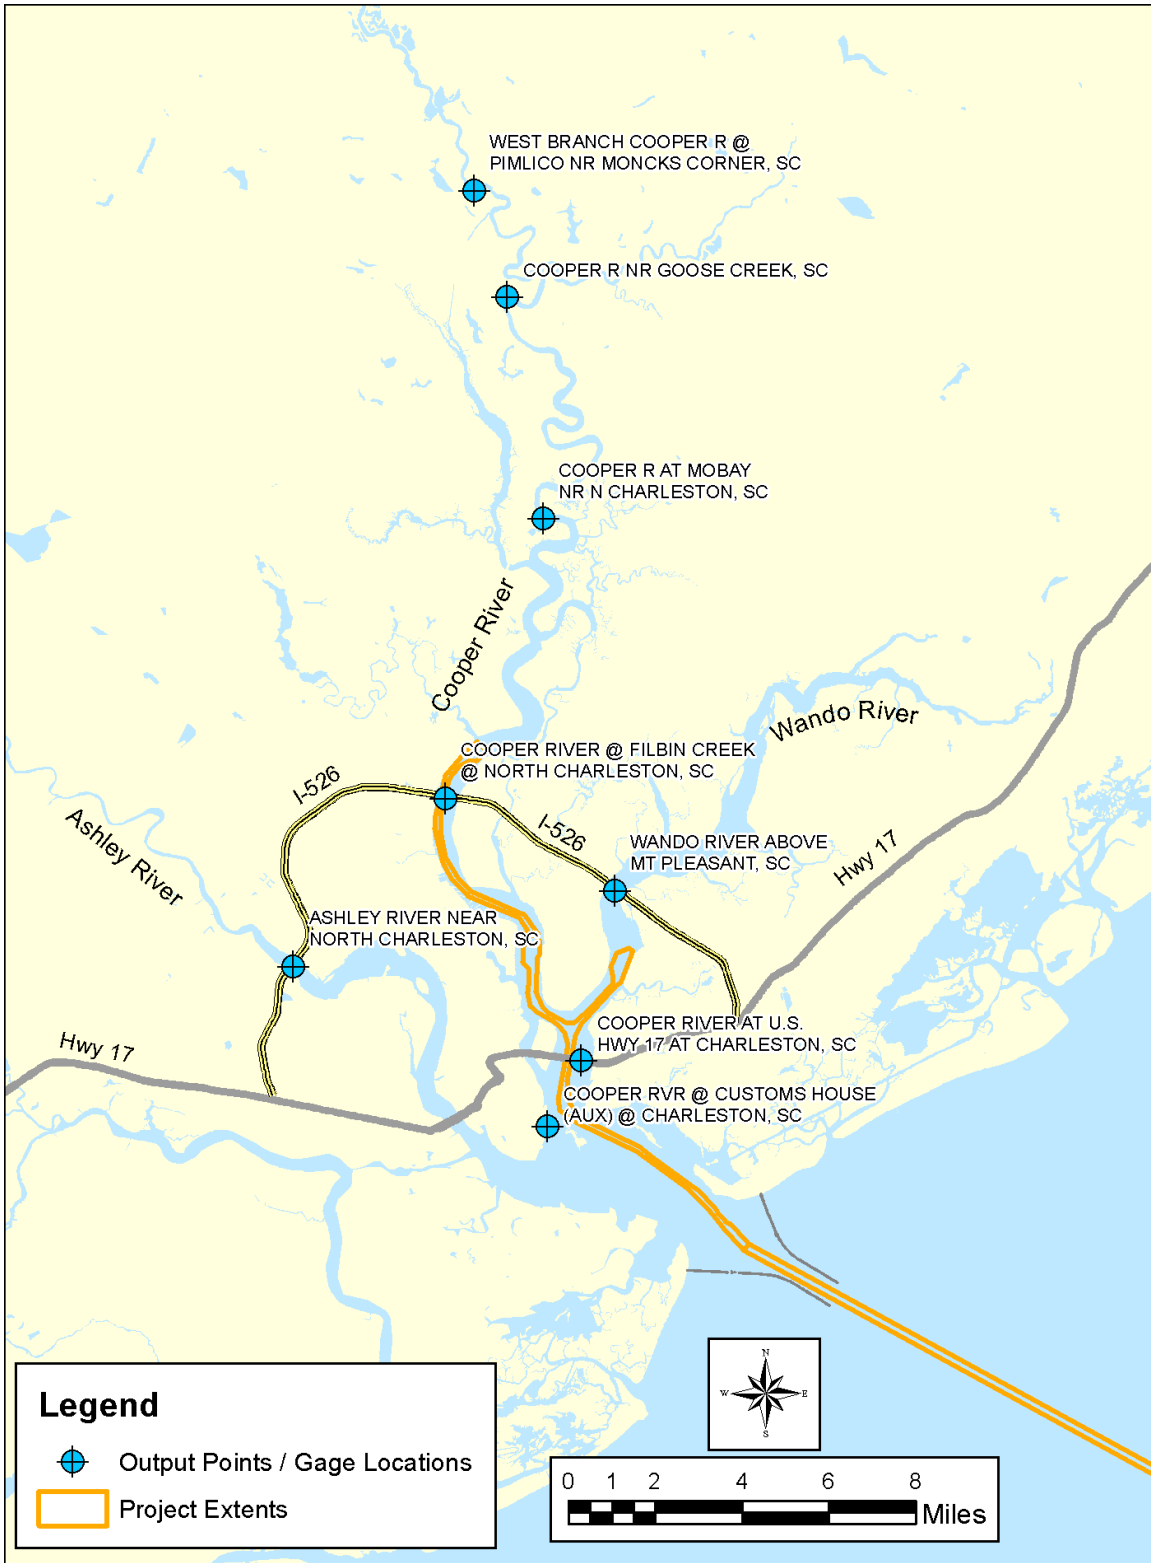 WEST BRANCH COOPER R @
PIMLICO NR MONCKS CORNER, SC
COOPER R NR GOOSE CREEK, SC
COOPER R AT MOBAY
NR N CHARLESTON, SC
Cooper River
Wando River
COOPER RIVER @ FILBIN CREEK
@ NORTH CHARLESTON, SC
I-526
I-526
Ashley River
WANDO RIVER ABOVE
MT PLEASANT, SC
Hwy 17
ASHLEY RIVER NEAR
NORTH CHARLESTON, SC
COOPER RIVER AT U.S.
HWY 17 AT CHARLESTON, SC
Hwy 17
COOPER RVR @ CUSTOMS HOUSE
(AUX) @ CHARLESTON, SC
N
W E
S
Legend
Output Points / Gage Locations
Project Extents
0 1 2 4 6 8
Miles